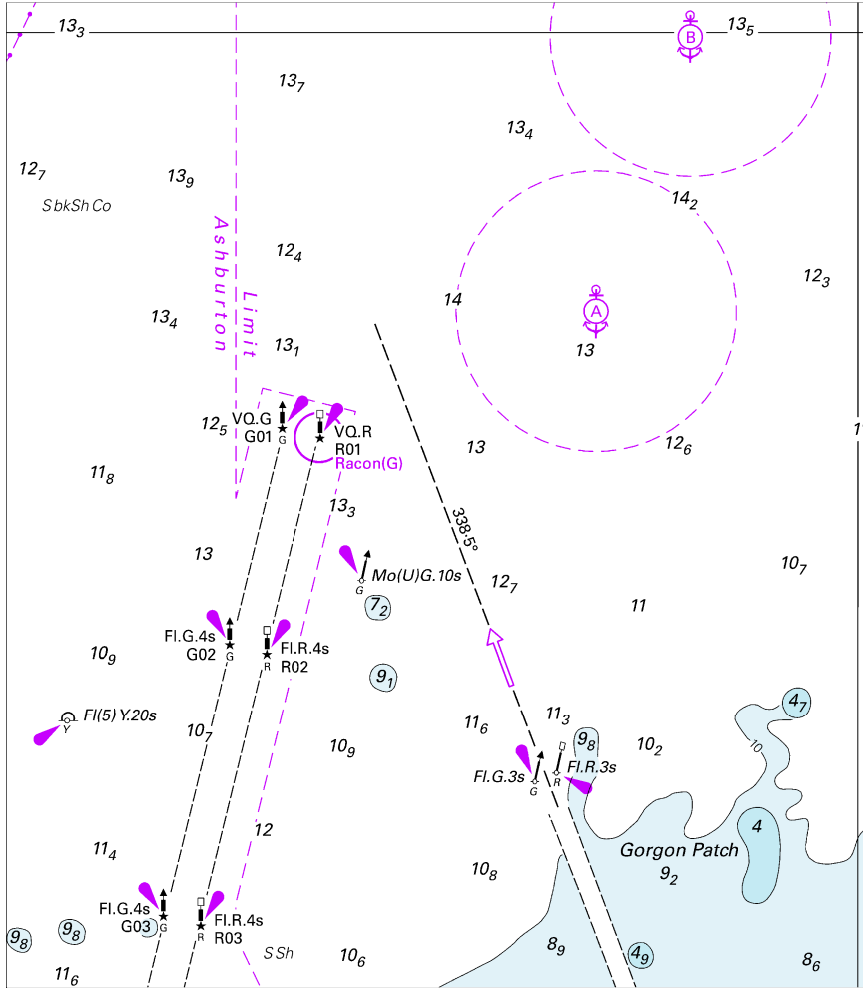 13₃
B
13₅
13₇
13₄
12₇
13₉
14₂
S bk Sh Co
Ashburton
Limit
12₄
12₃
14
A
13₄
13₁
13
VQ.G
G01
G
VQ.R
R01
Racon(G)
12₅
13
12₆
11₈
13₃
338·5°
13
10₇
Mo(U)G.10s
G
12₇
7₂
11
Fl.G.4s
G02
G
Fl.R.4s
R02
R
10₉
9₁
4₇
Fl(5)Y.20s
Y
11₆
11₃
10₇
10₉
9₈
10₂
10
Fl.G.3s
G
Fl.R.3s
R
12
4
11₄
Gorgon Patch
10₈
9₂
Fl.G.4s
G03
G
Fl.R.4s
R03
R
9₈
9₈
S Sh
10₆
8₉
4₉
8₆
11₆